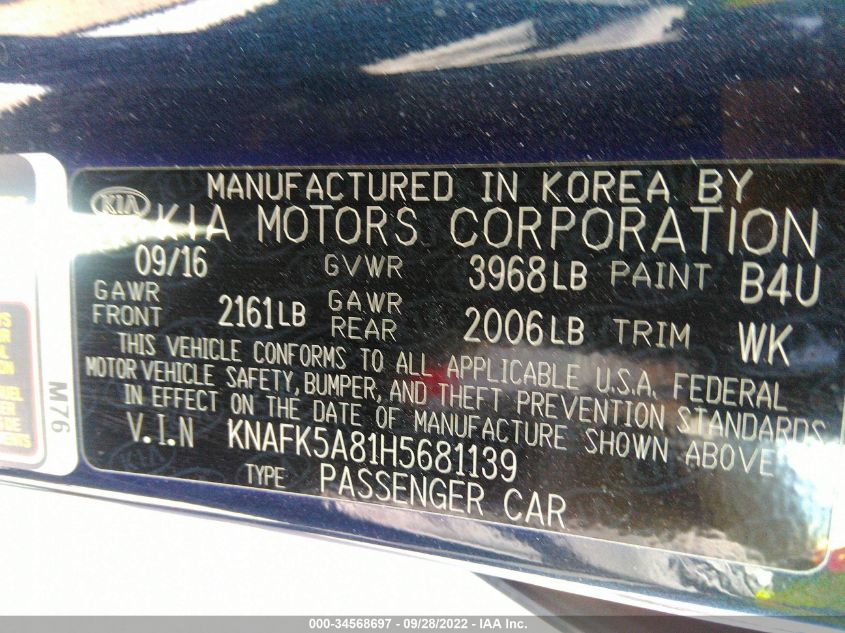 MANUFACTURED IN KOREA BY
KIA KIA MOTORS CORPORATION
09/16 GVWR 3968LB PAINT B4U
GAWR FRONT 2161LB GAWR REAR 2006LB TRIM WK
THIS VEHICLE CONFORMS TO ALL APPLICABLE U.S.A. FEDERAL
MOTOR VEHICLE SAFETY, BUMPER, AND THEFT PREVENTION STANDARDS
IN EFFECT ON THE DATE OF MANUFACTURE SHOWN ABOVE
V.I.N KNAFK5A81H5681139
TYPE PASSENGER CAR
M76
000-34568697 - 09/28/2022 - IAA Inc.